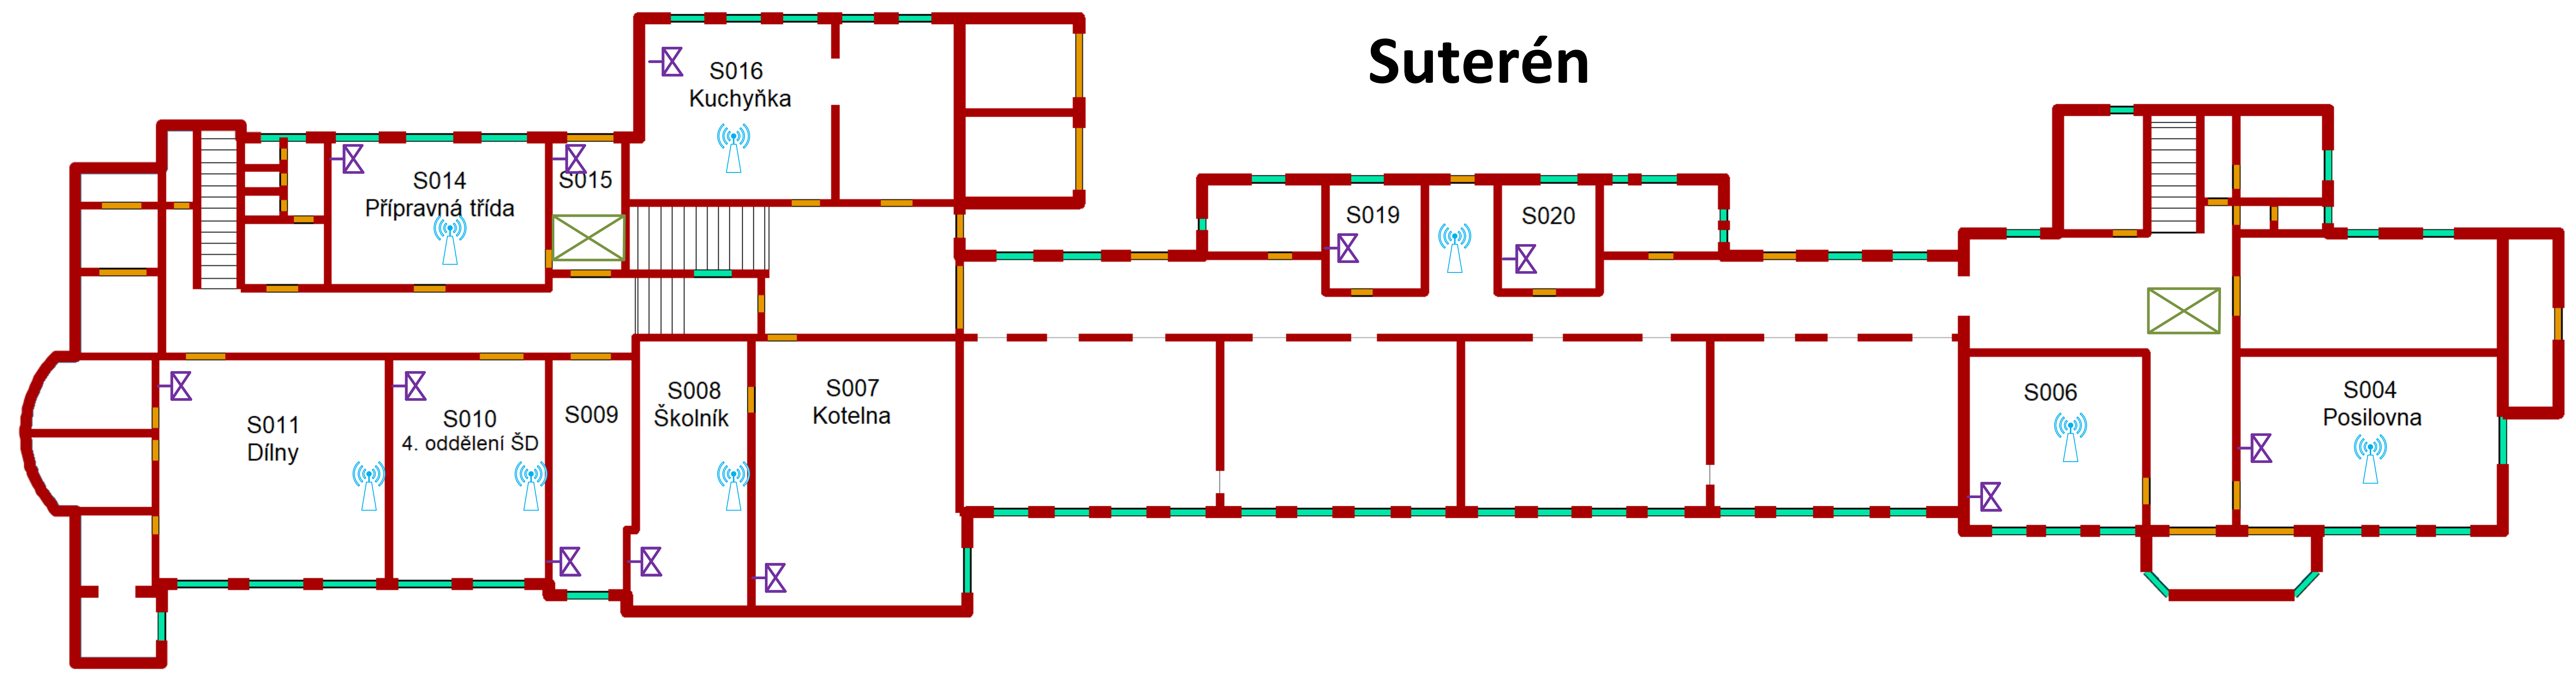 Suterén
S016
Kuchyňka
S014
Přípravná třída
S015
S019
S020
S011
Dílny
S010
4. oddělení ŠD
S009
S008
Školník
S007
Kotelna
S006
S004
Posilovna